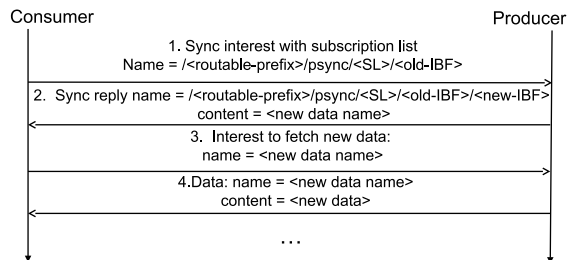 Consumer
Producer
1. Sync interest with subscription list
Name = /<routable-prefix>/psync/<SL>/<old-IBF>
2. Sync reply name = /<routable-prefix>/psync/<SL>/<old-IBF>/<new-IBF>
content = <new data name>
3. Interest to fetch new data:
name = <new data name>
4.Data: name = <new data name>
content = <new data>
...